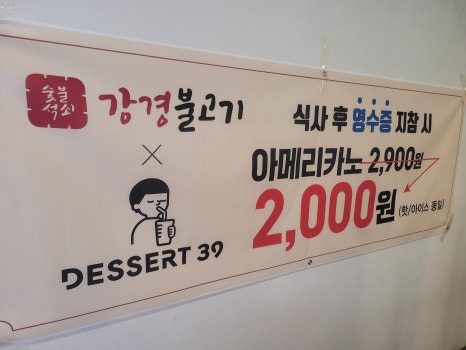 숯불
석쇠
강경불고기
×
DESSERT 39
식사 후 영수증 지참 시
아메리카노 2,900원
2,000원 (핫/아이스 동일)